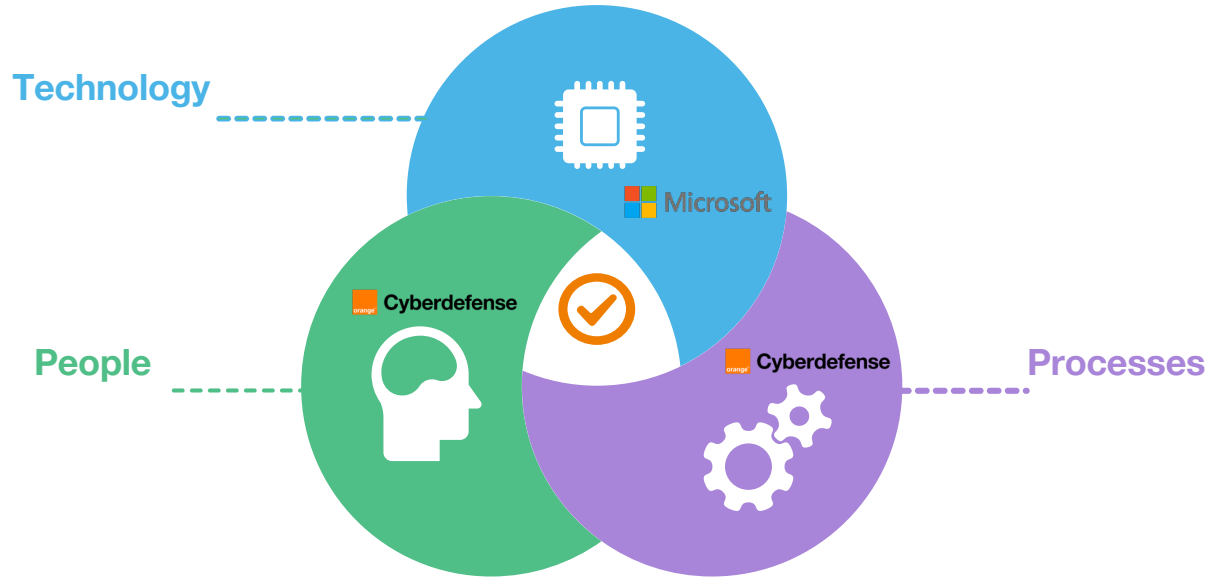 Technology
Microsoft
orange Cyberdefense
People
orange Cyberdefense
Processes